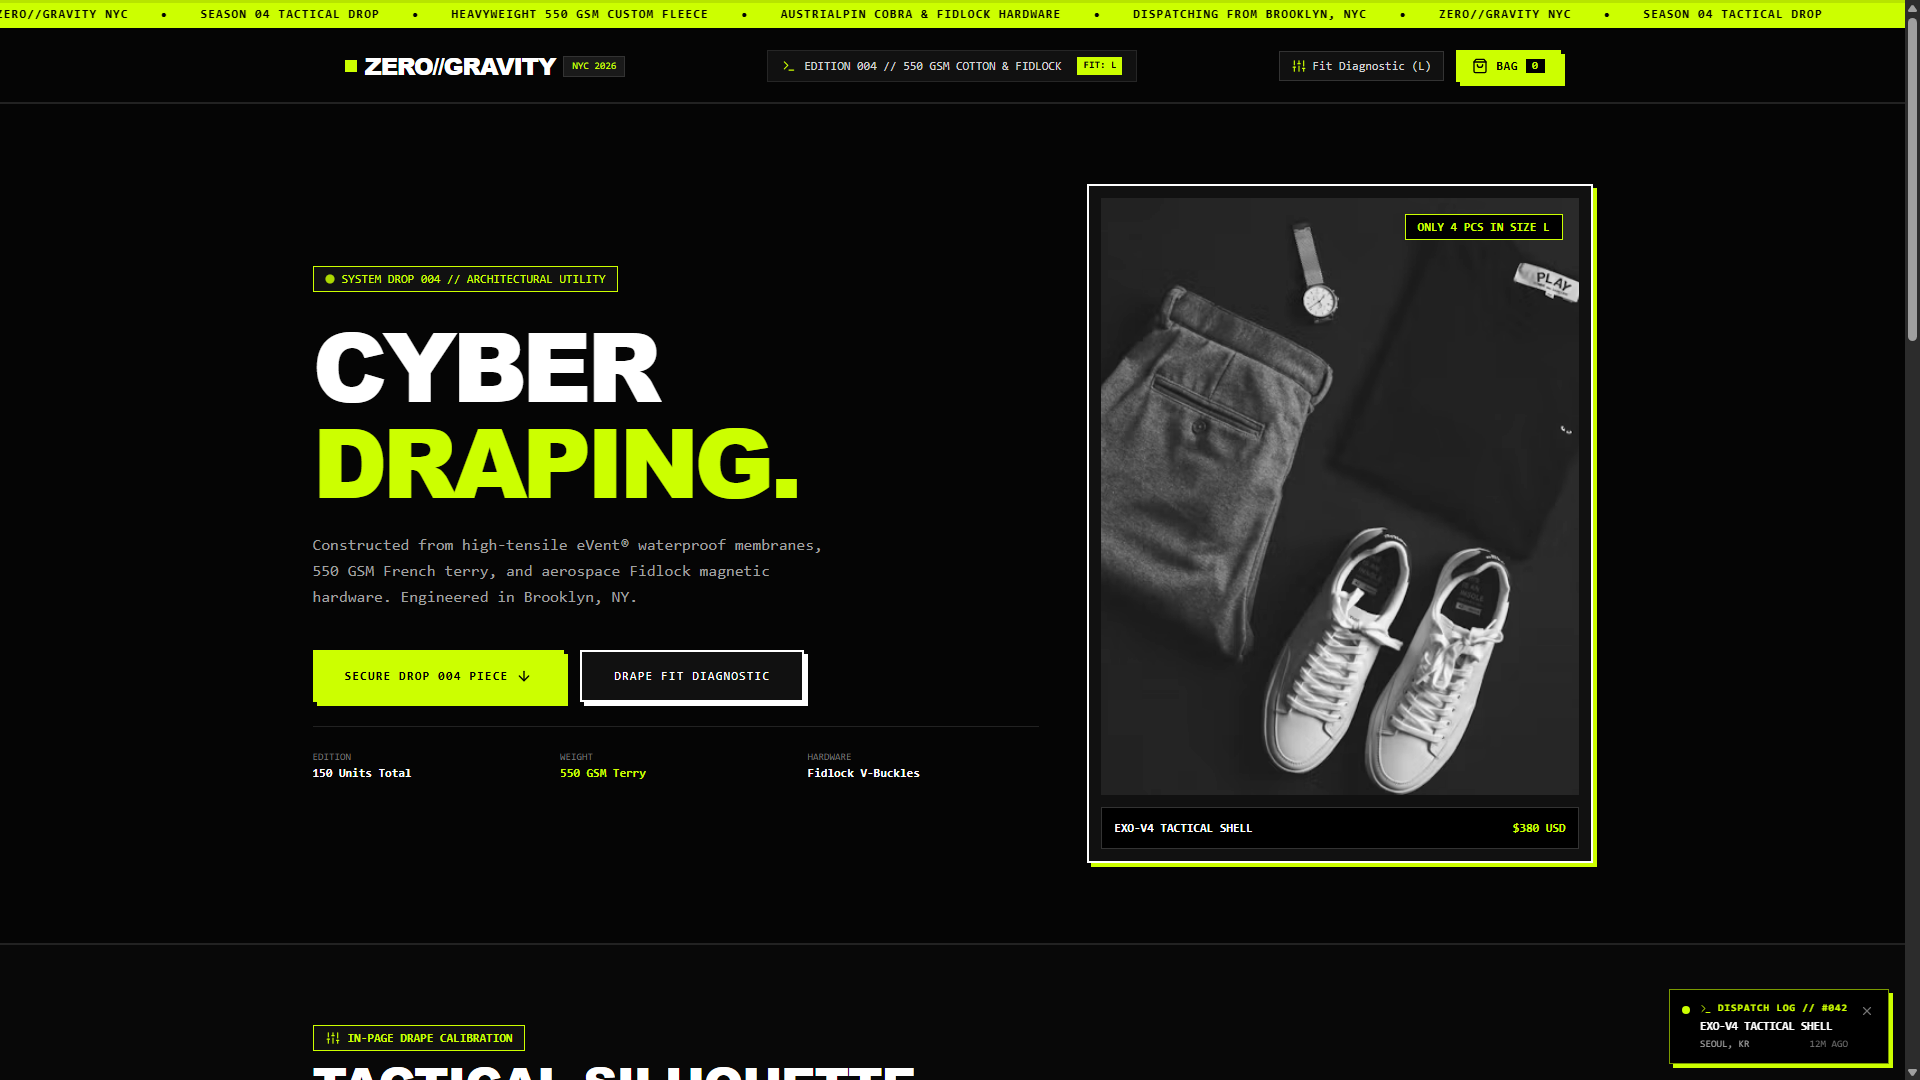 ZERO//GRAVITY NYC • SEASON 04 TACTICAL DROP • HEAVYWEIGHT 550 GSM CUSTOM FLEECE • AUSTRIALPIN COBRA & FIDLOCK HARDWARE • DISPATCHING FROM BROOKLYN, NYC • ZERO//GRAVITY NYC • SEASON 04 TACTICAL DROP
ZERO//GRAVITY NYC 2026
EDITION 004 // 550 GSM COTTON & FIDLOCK FIT: L
Fit Diagnostic (L)
BAG 0
SYSTEM DROP 004 // ARCHITECTURAL UTILITY
CYBER
DRAPING.
Constructed from high-tensile eVent® waterproof membranes,
550 GSM French terry, and aerospace Fidlock magnetic
hardware. Engineered in Brooklyn, NY.
SECURE DROP 004 PIECE
DRAPE FIT DIAGNOSTIC
EDITION
150 Units Total
WEIGHT
550 GSM Terry
HARDWARE
Fidlock V-Buckles
ONLY 4 PCS IN SIZE L
PLAY
EXO-V4 TACTICAL SHELL
$380 USD
IN-PAGE DRAPE CALIBRATION
TACTICAL SILHOUETTE
DISPATCH LOG // #042
EXO-V4 TACTICAL SHELL
SEOUL, KR 12M AGO